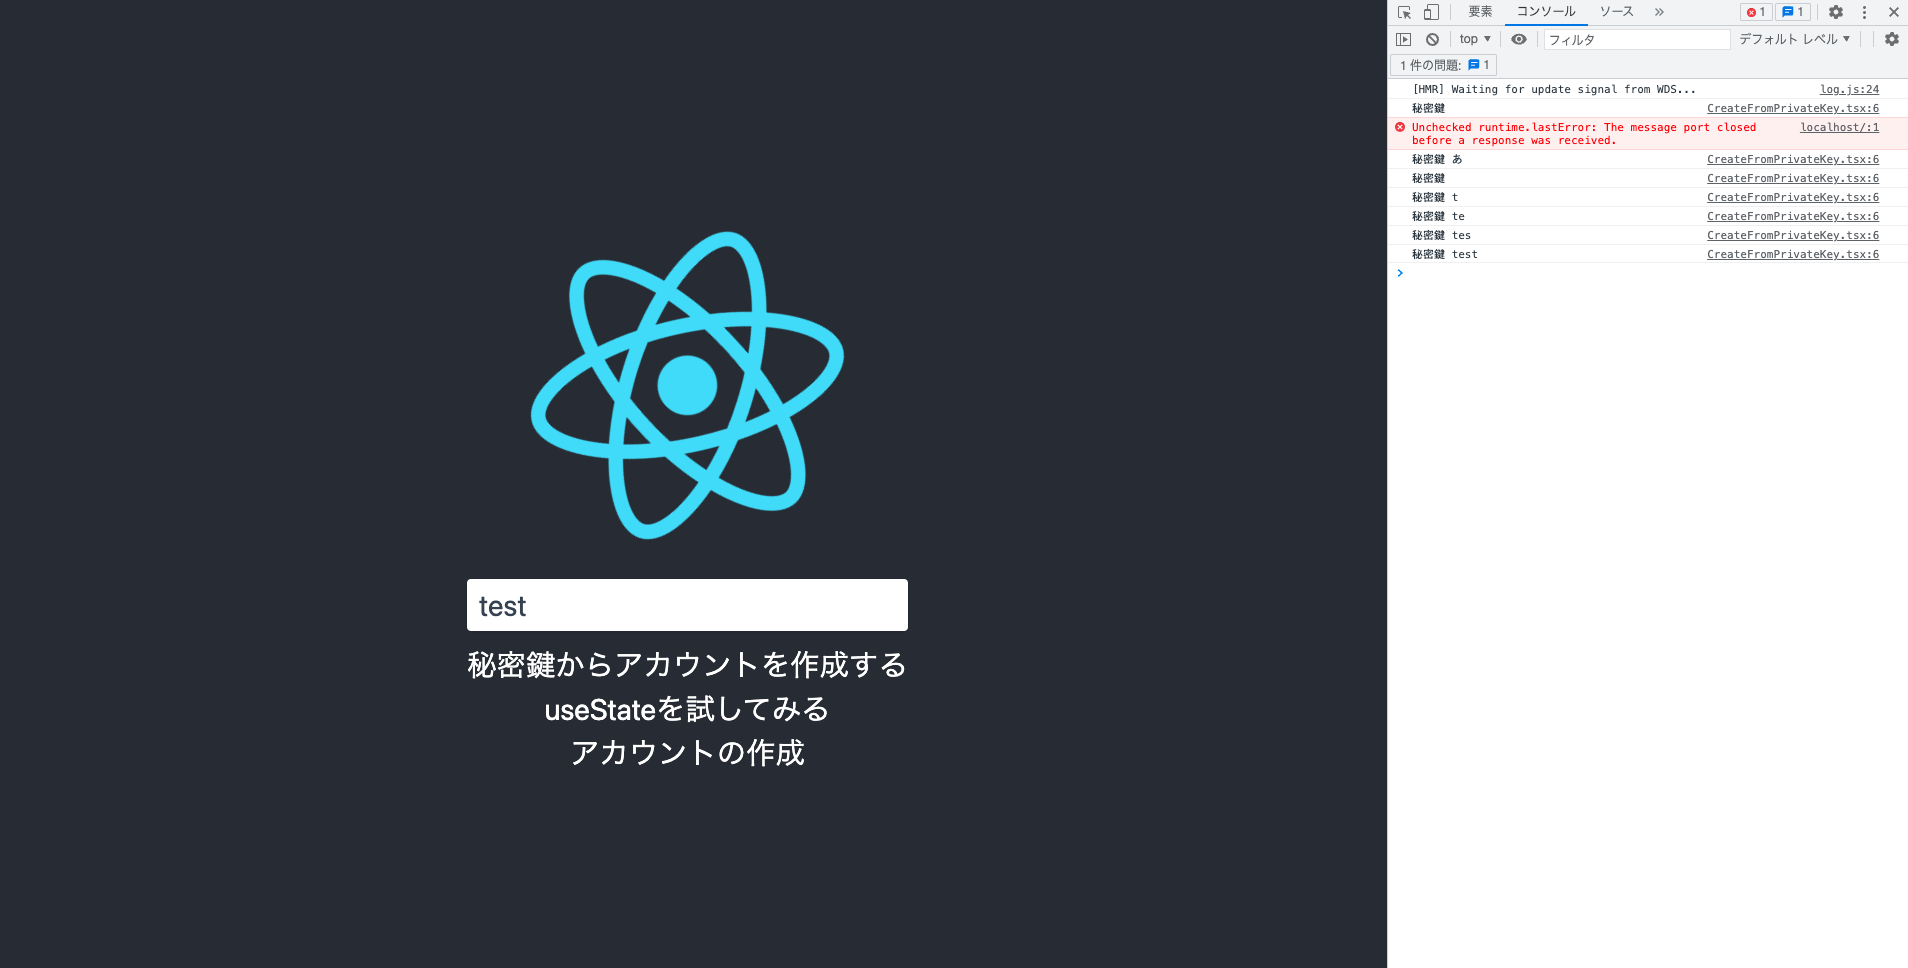 test
秘密鍵からアカウントを作成する
useStateを試してみる
アカウントの作成
要素 コンソール ソース » 1 1
top デフォルト レベル
フィルタ
1 件の問題: 1
[HMR] Waiting for update signal from WDS... log.js:24
秘密鍵 CreateFromPrivateKey.tsx:6
Unchecked runtime.lastError: The message port closed localhost/:1
before a response was received.
秘密鍵 あ CreateFromPrivateKey.tsx:6
秘密鍵 CreateFromPrivateKey.tsx:6
秘密鍵 t CreateFromPrivateKey.tsx:6
秘密鍵 te CreateFromPrivateKey.tsx:6
秘密鍵 tes CreateFromPrivateKey.tsx:6
秘密鍵 test CreateFromPrivateKey.tsx:6